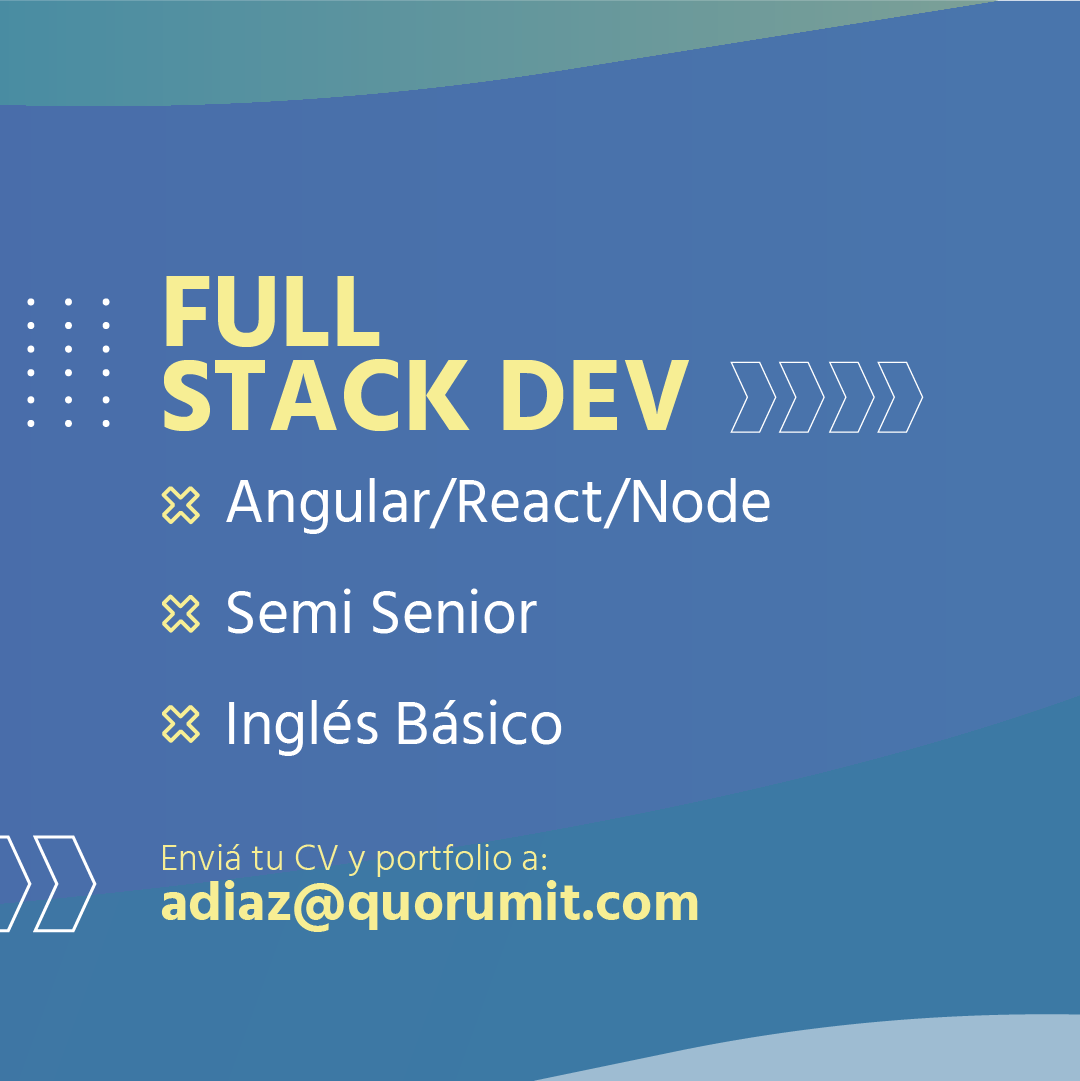 FULL
STACK DEV
Angular/React/Node
Semi Senior
Inglés Básico
Enviá tu CV y portfolio a:
adiaz@quorumit.com